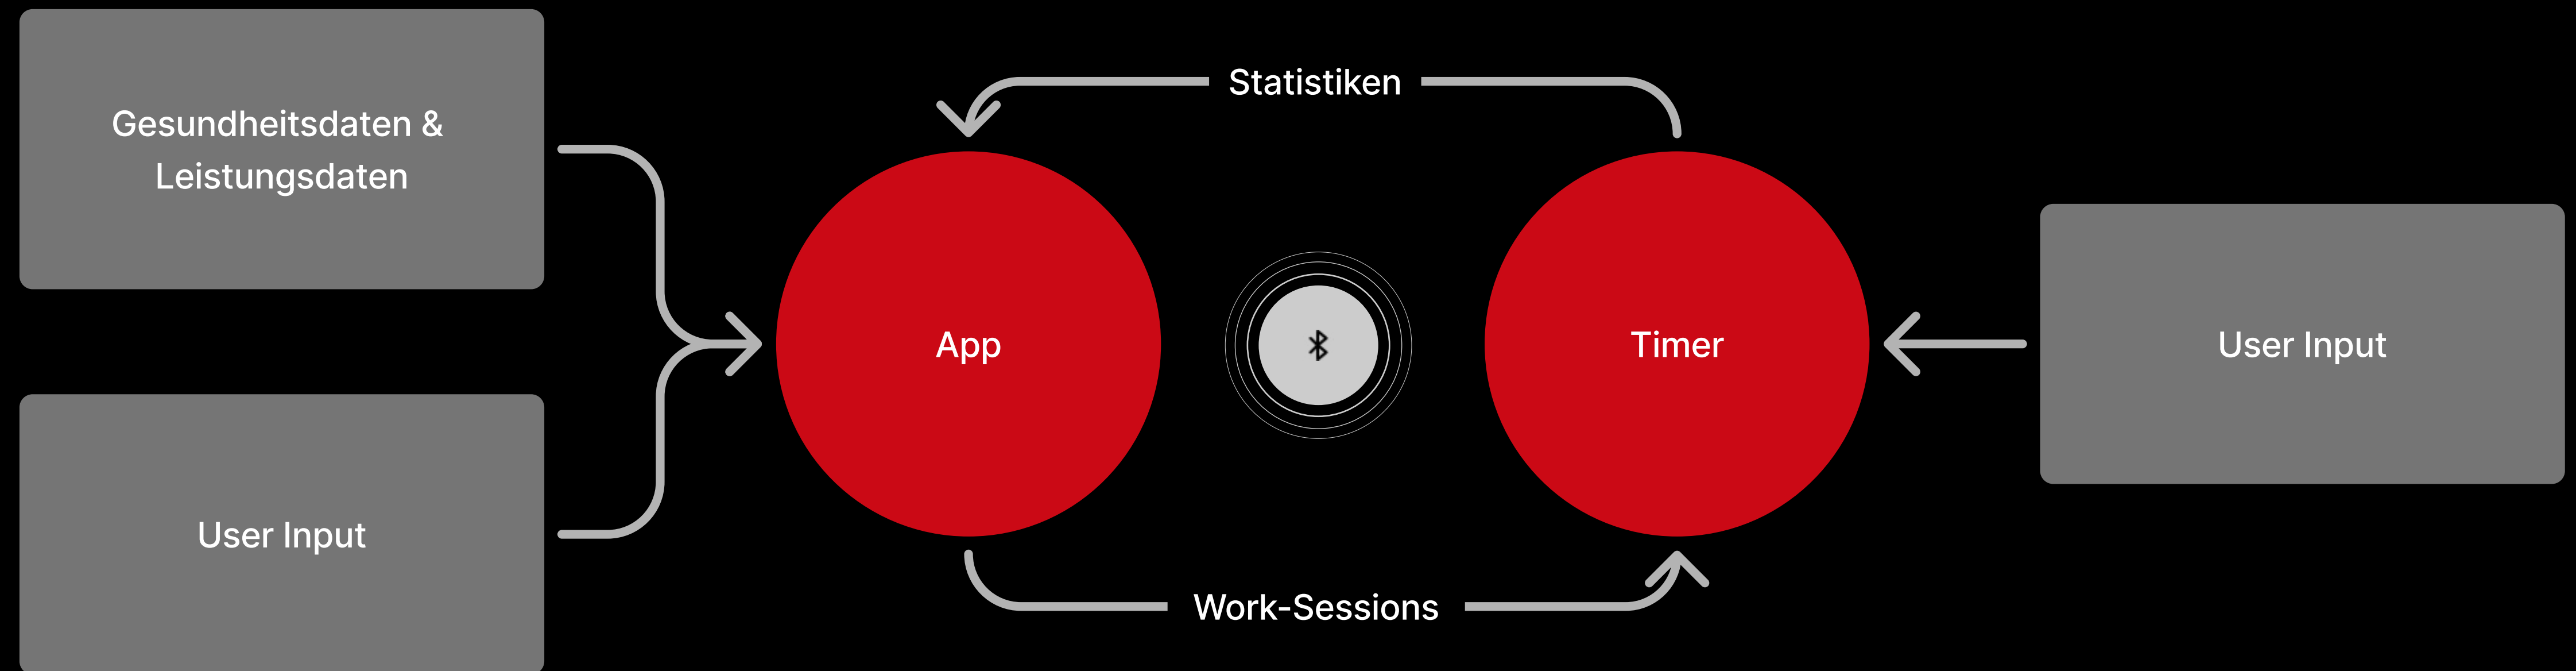 Gesundheitsdaten &
Leistungsdaten
User Input
Statistiken
App
Timer
Work-Sessions
User Input